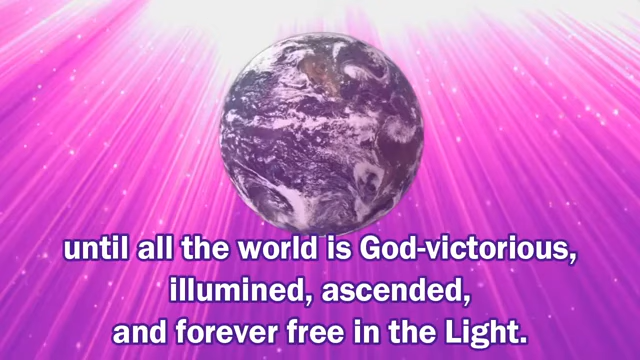 until all the world is God-victorious,
illumined, ascended,
and forever free in the Light.